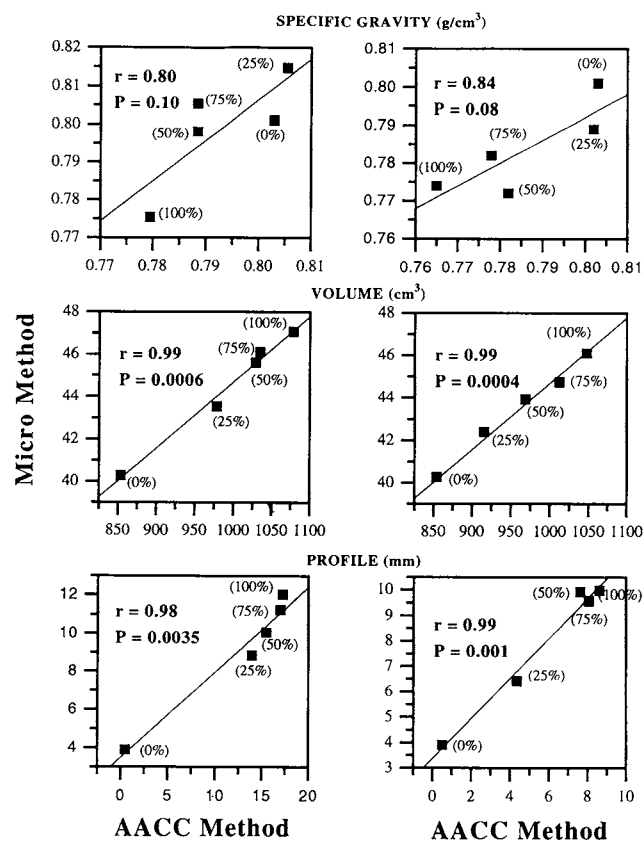 SPECIFIC GRAVITY (g/cm³)
0.82
0.81
0.80
0.79
0.78
0.77
r = 0.80
P = 0.10
(25%)
(75%)
(50%)
(0%)
(100%)
0.77 0.78 0.79 0.80 0.81
0.81
0.80
0.79
0.78
0.77
0.76
r = 0.84
P = 0.08
(0%)
(25%)
(75%)
(100%)
(50%)
0.76 0.77 0.78 0.79 0.80 0.81
VOLUME (cm³)
Micro Method
48
46
44
42
40
r = 0.99
P = 0.0006
(100%)
(75%)
(50%)
(25%)
(0%)
850 900 950 1000 1050 1100
48
46
44
42
40
r = 0.99
P = 0.0004
(100%)
(75%)
(50%)
(25%)
(0%)
850 900 950 1000 1050 1100
PROFILE (mm)
12
10
8
6
4
r = 0.98
P = 0.0035
(100%)
(75%)
(50%)
(25%)
(0%)
0 5 10 15 20
AACC Method
10
9
8
7
6
5
4
3
r = 0.99
P = 0.001
(50%)
(100%)
(75%)
(25%)
(0%)
0 2 4 6 8 10
AACC Method